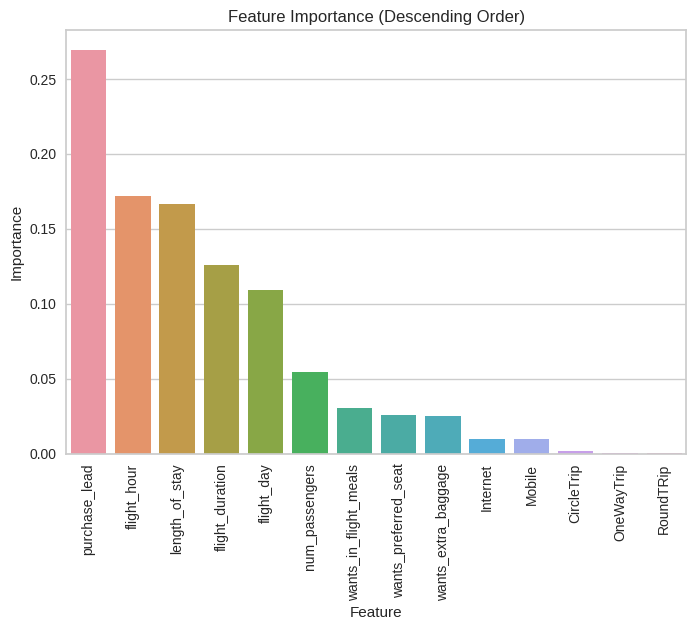 Feature Importance (Descending Order)
Importance
0.25
0.20
0.15
0.10
0.05
0.00
purchase_lead
flight_hour
length_of_stay
flight_duration
flight_day
num_passengers
wants_in_flight_meals
wants_preferred_seat
wants_extra_baggage
Internet
Mobile
CircleTrip
OneWayTrip
RoundTRip
Feature